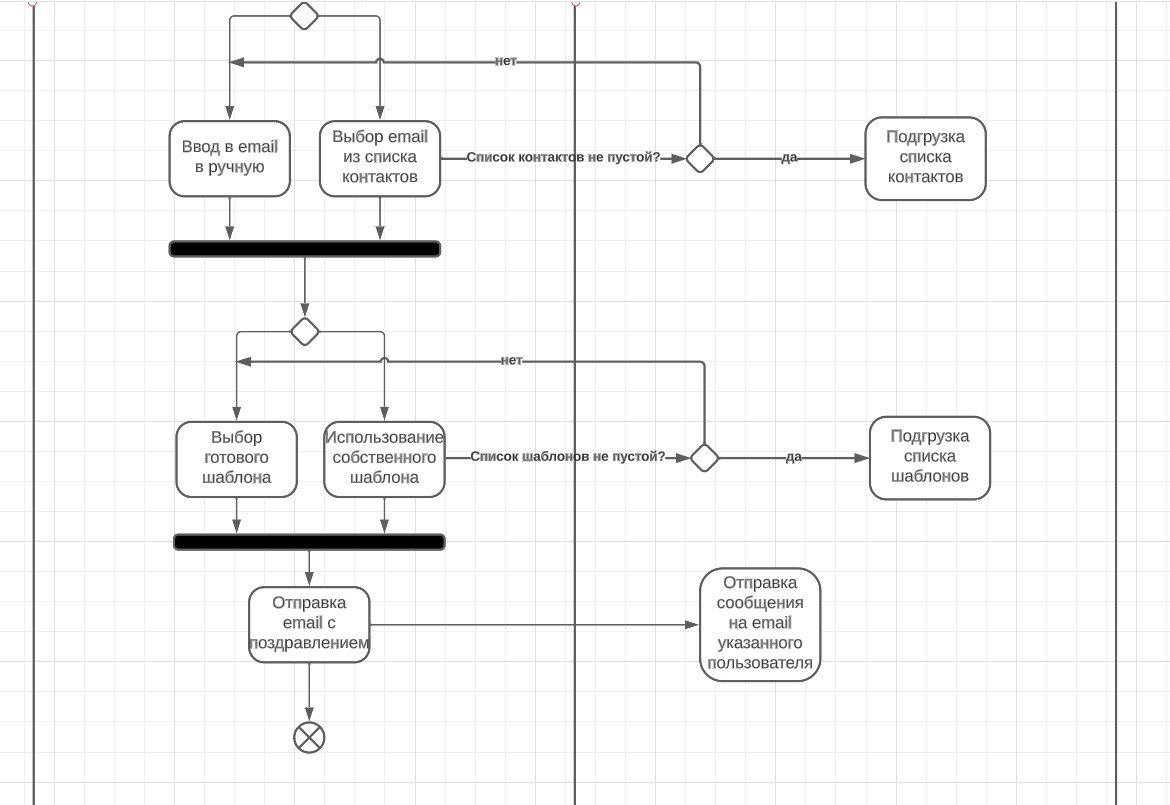 нет
Ввод в email
в ручную
Выбор email
из списка
контактов
Список контактов не пустой?
да
Подгрузка
списка
контактов
нет
Выбор
готового
шаблона
Использование
собственного
шаблона
Список шаблонов не пустой?
да
Подгрузка
списка
шаблонов
Отправка
email с
поздравлением
Отправка
сообщения
на email
указанного
пользователя